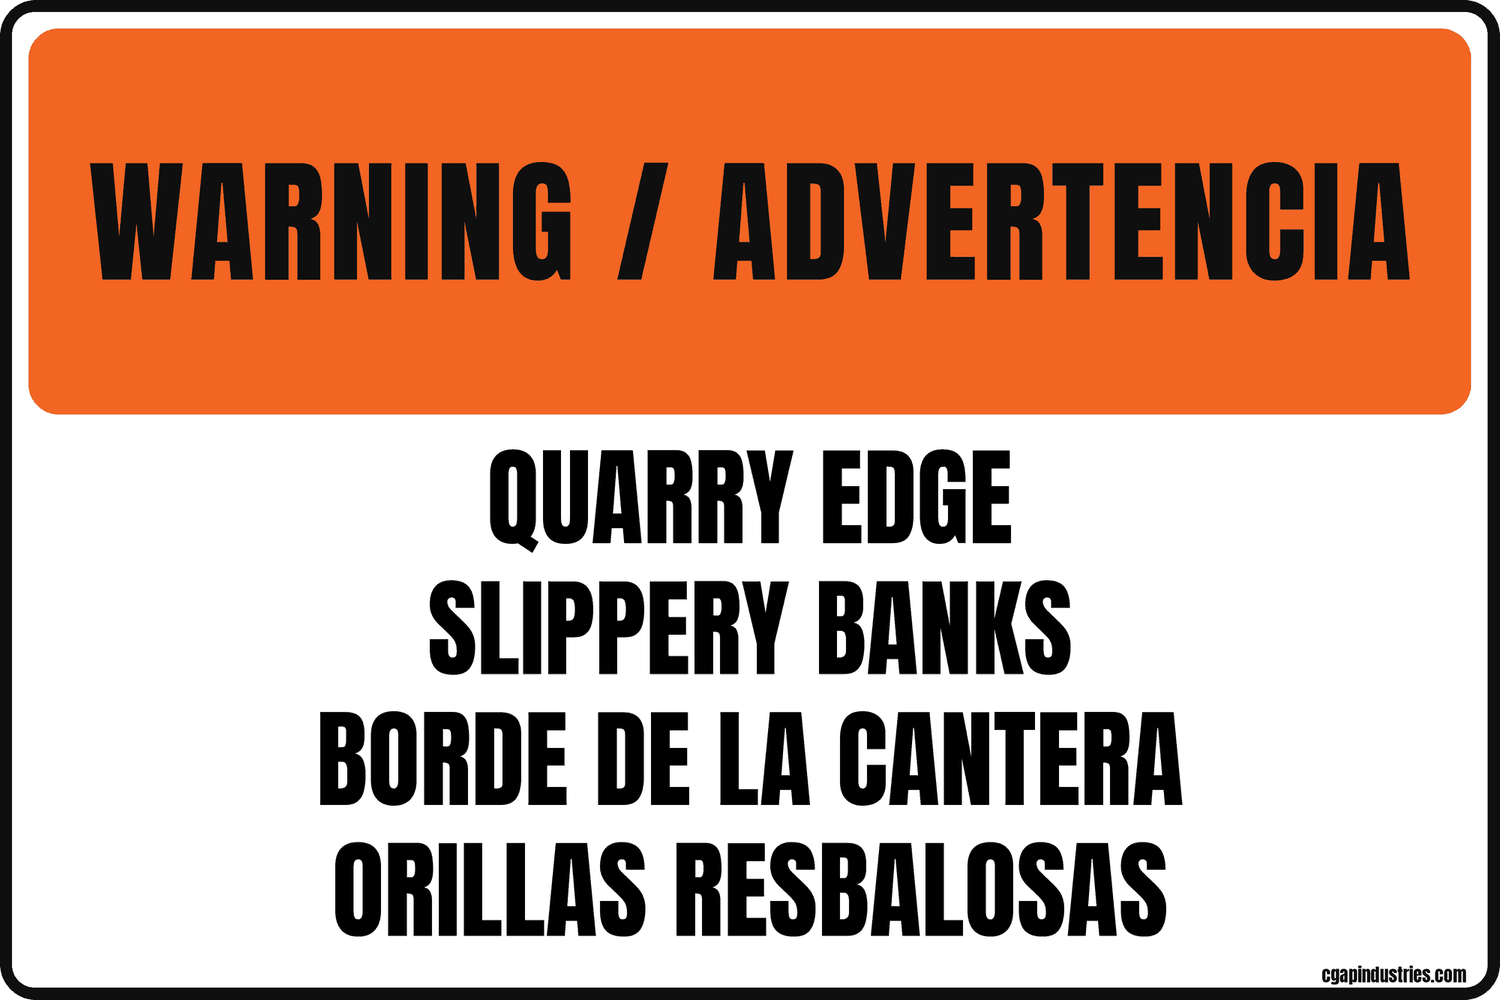 WARNING / ADVERTENCIA
QUARRY EDGE
SLIPPERY BANKS
BORDE DE LA CANTERA
ORILLAS RESBALOSAS
cgapindustries.com